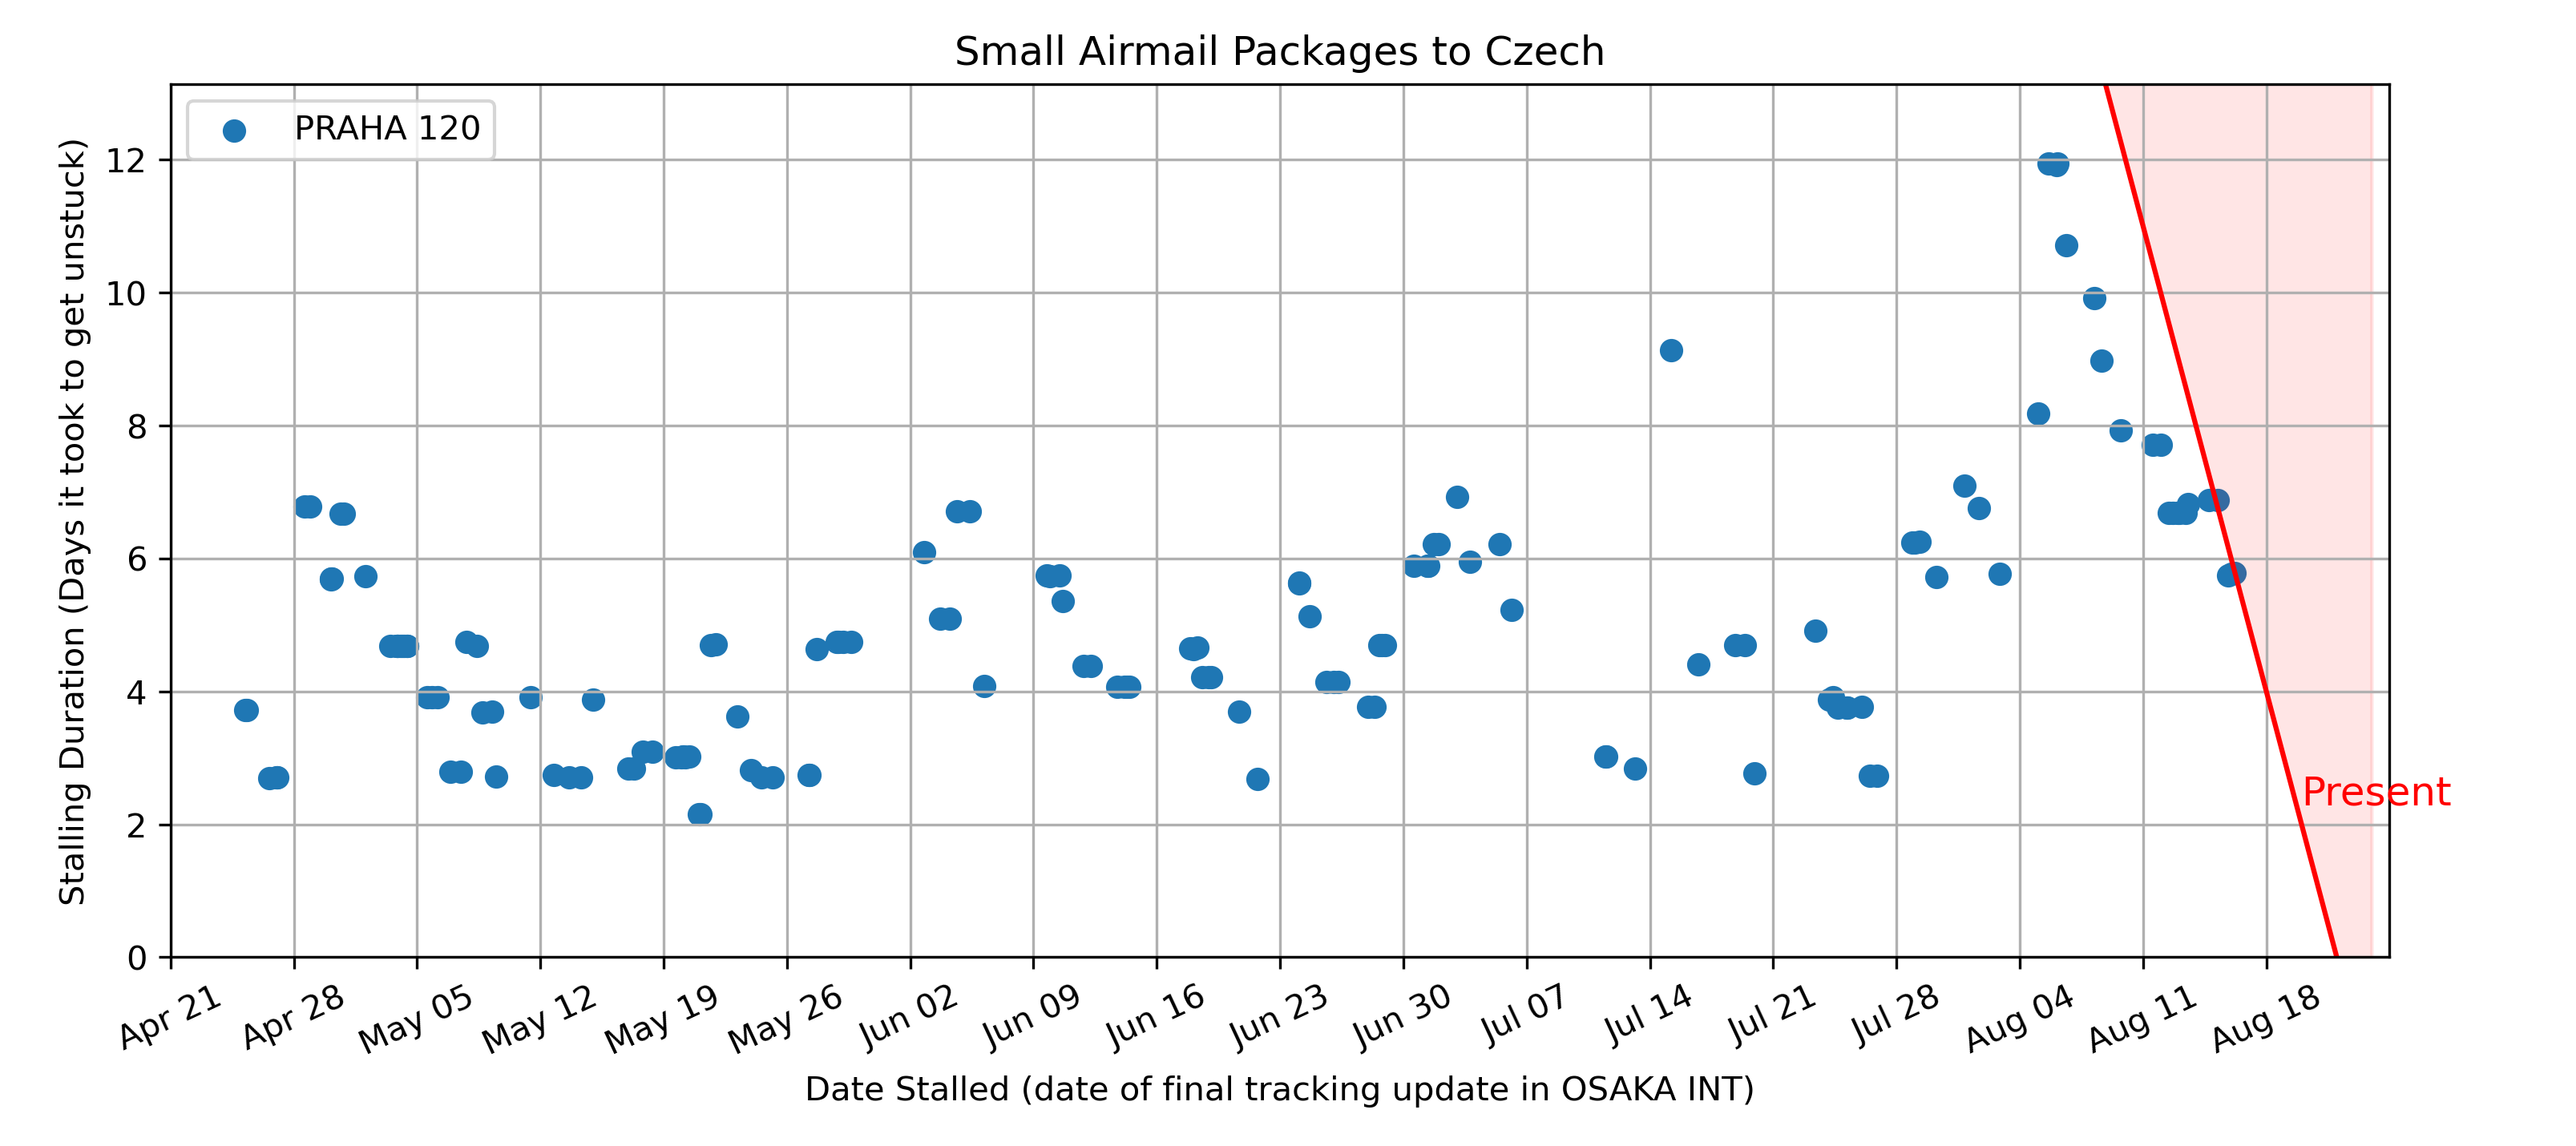 Small Airmail Packages to Czech
PRAHA 120
Stalling Duration (Days it took to get unstuck)
12
10
8
6
4
2
0
Present
Apr 21
Apr 28
May 05
May 12
May 19
May 26
Jun 02
Jun 09
Jun 16
Jun 23
Jun 30
Jul 07
Jul 14
Jul 21
Jul 28
Aug 04
Aug 11
Aug 18
Date Stalled (date of final tracking update in OSAKA INT)